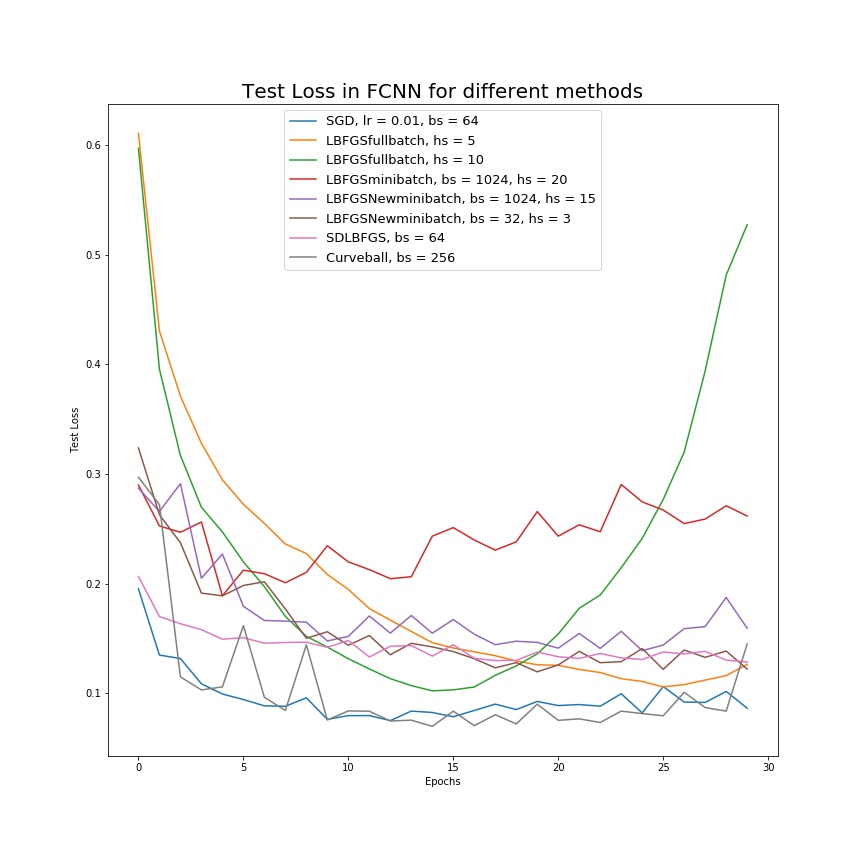 Test Loss in FCNN for different methods
SGD, lr = 0.01, bs = 64
LBFGSfullbatch, hs = 5
LBFGSfullbatch, hs = 10
LBFGSminibatch, bs = 1024, hs = 20
LBFGSNewminibatch, bs = 1024, hs = 15
LBFGSNewminibatch, bs = 32, hs = 3
SDLBFGS, bs = 64
Curveball, bs = 256
0.6
0.5
0.4
0.3
0.2
0.1
Test Loss
0 5 10 15 20 25 30
Epochs